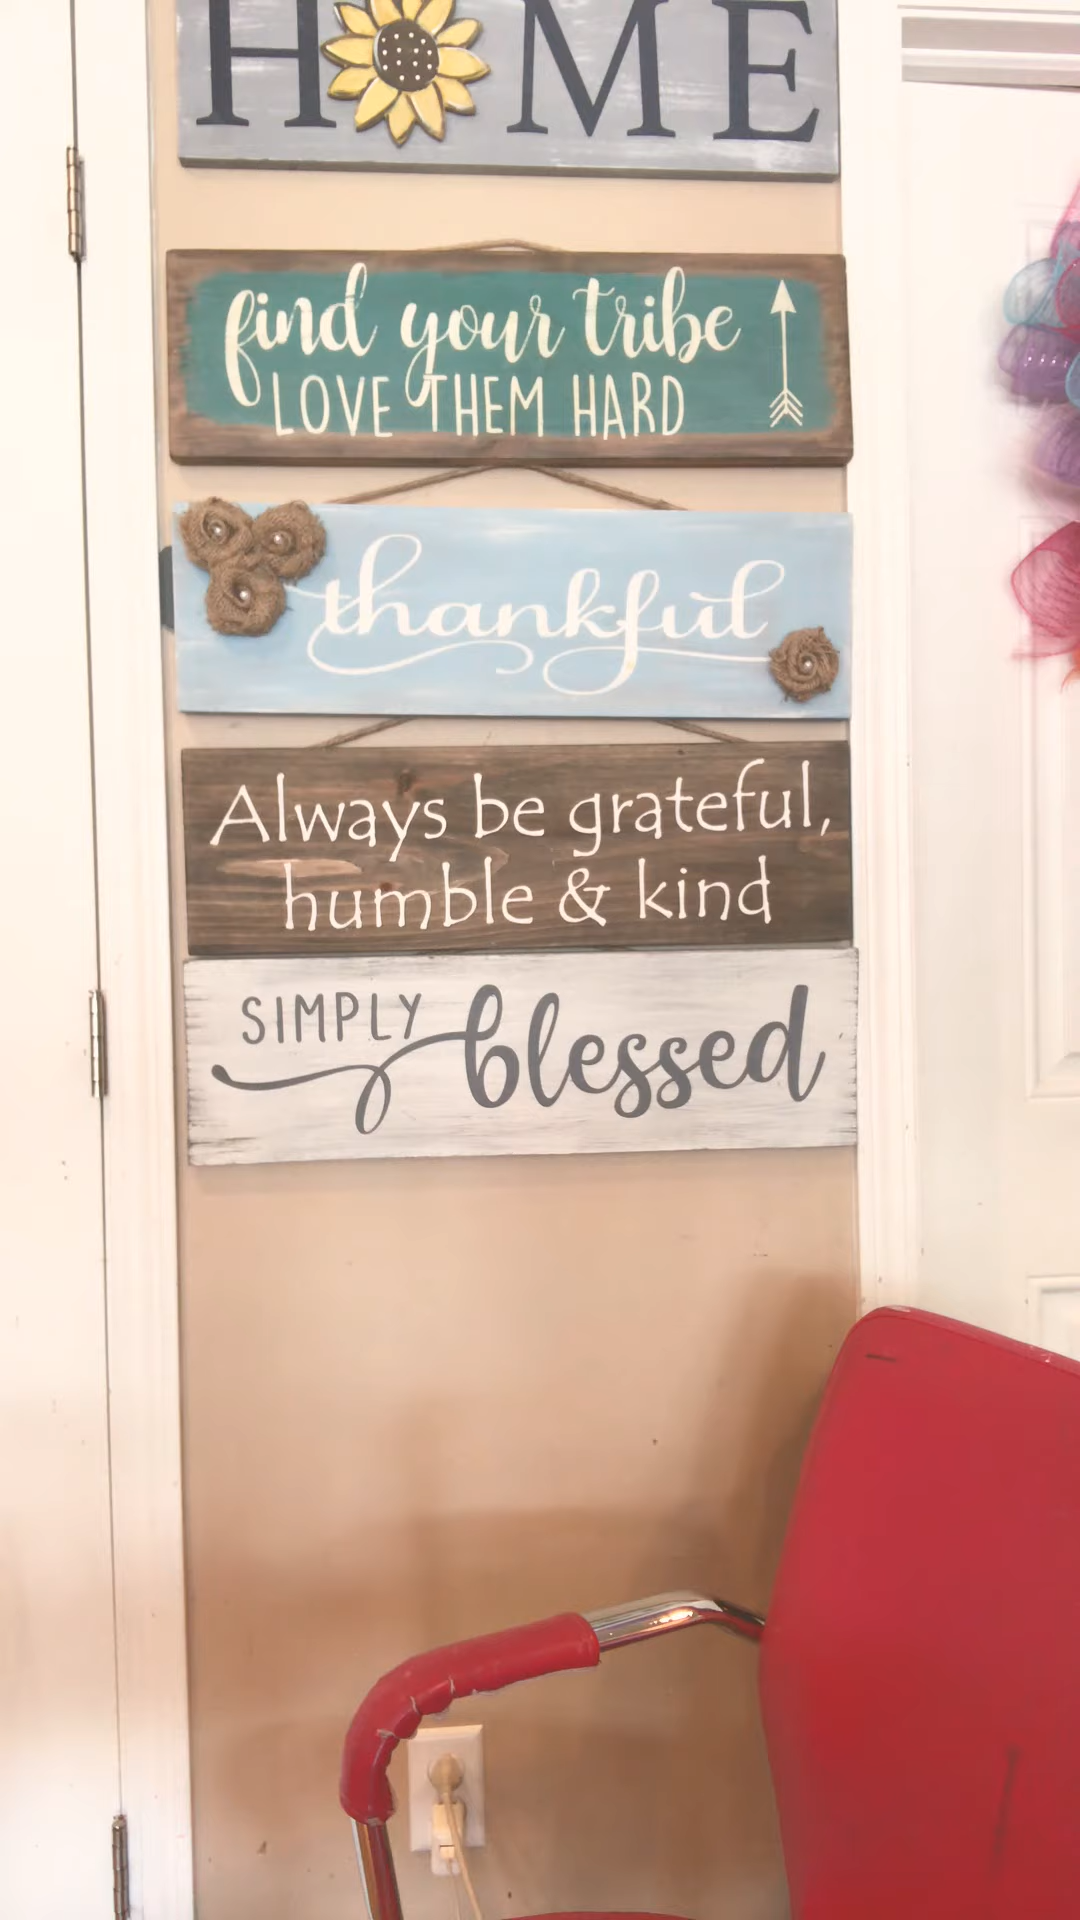 HOME
find your tribe
LOVE THEM HARD
thankful
Always be grateful,
humble & kind
SIMPLY blessed